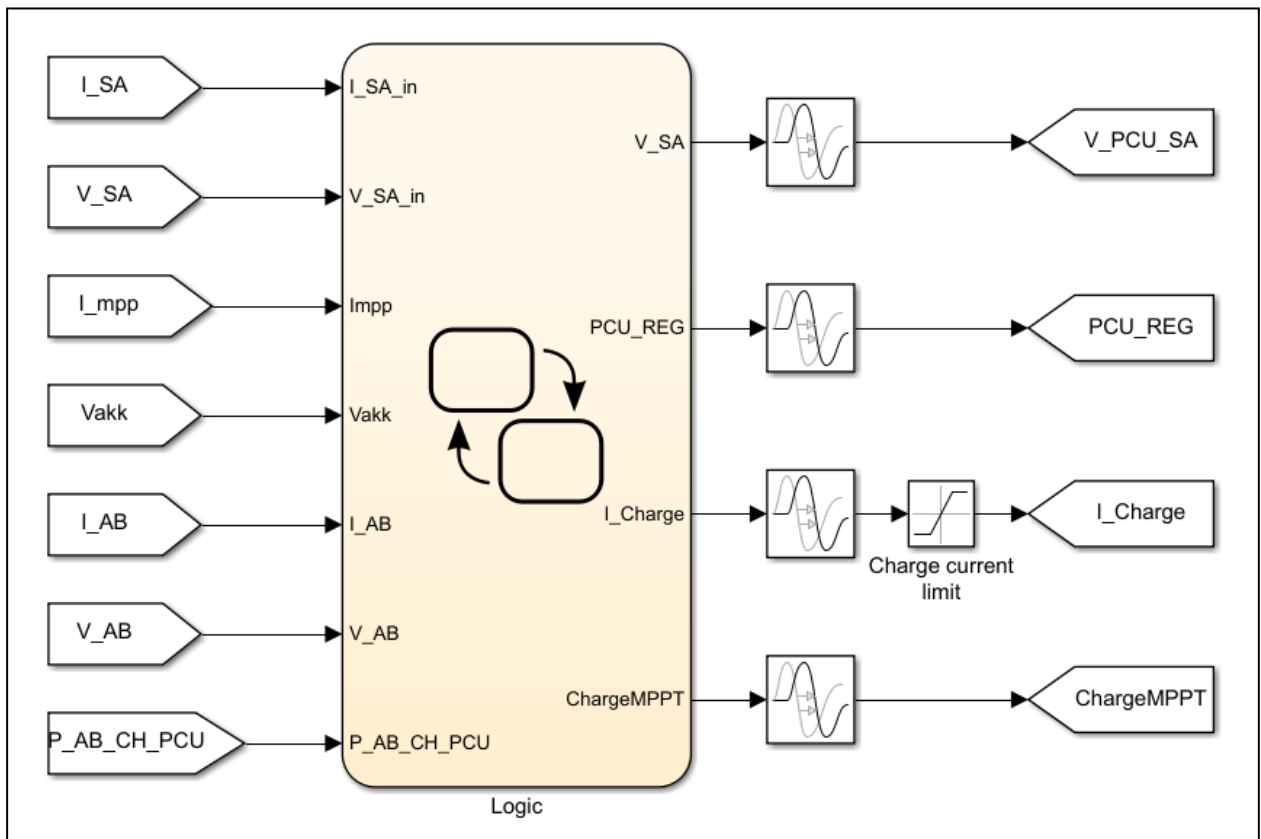 I_SA
V_SA
I_mpp
Vakk
I_AB
V_AB
P_AB_CH_PCU
I_SA_in
V_SA_in
Impp
Vakk
I_AB
V_AB
P_AB_CH_PCU
V_SA
PCU_REG
I_Charge
ChargeMPPT
Logic
Charge current
limit
V_PCU_SA
PCU_REG
I_Charge
ChargeMPPT